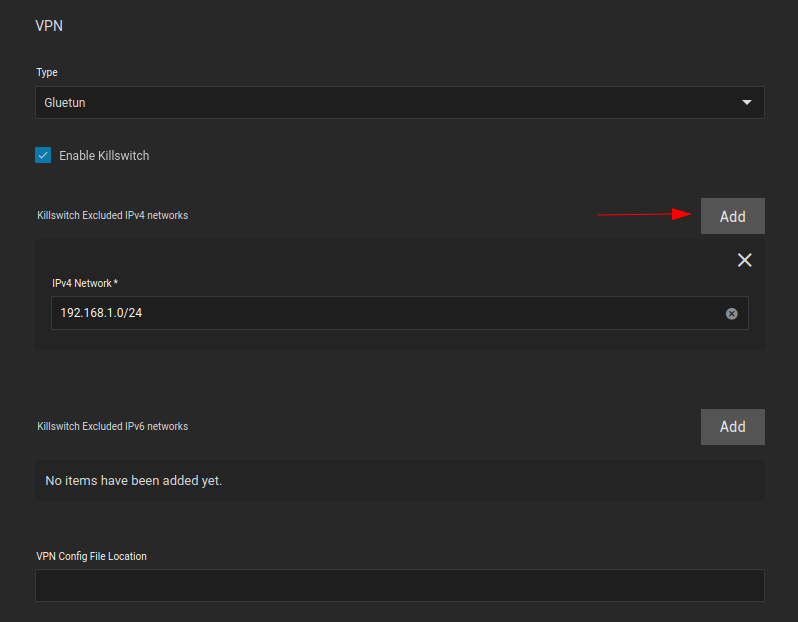 VPN
Type
Gluetun
Enable Killswitch
Killswitch Excluded IPv4 networks
Add
IPv4 Network *
192.168.1.0/24
Killswitch Excluded IPv6 networks
Add
No items have been added yet.
VPN Config File Location